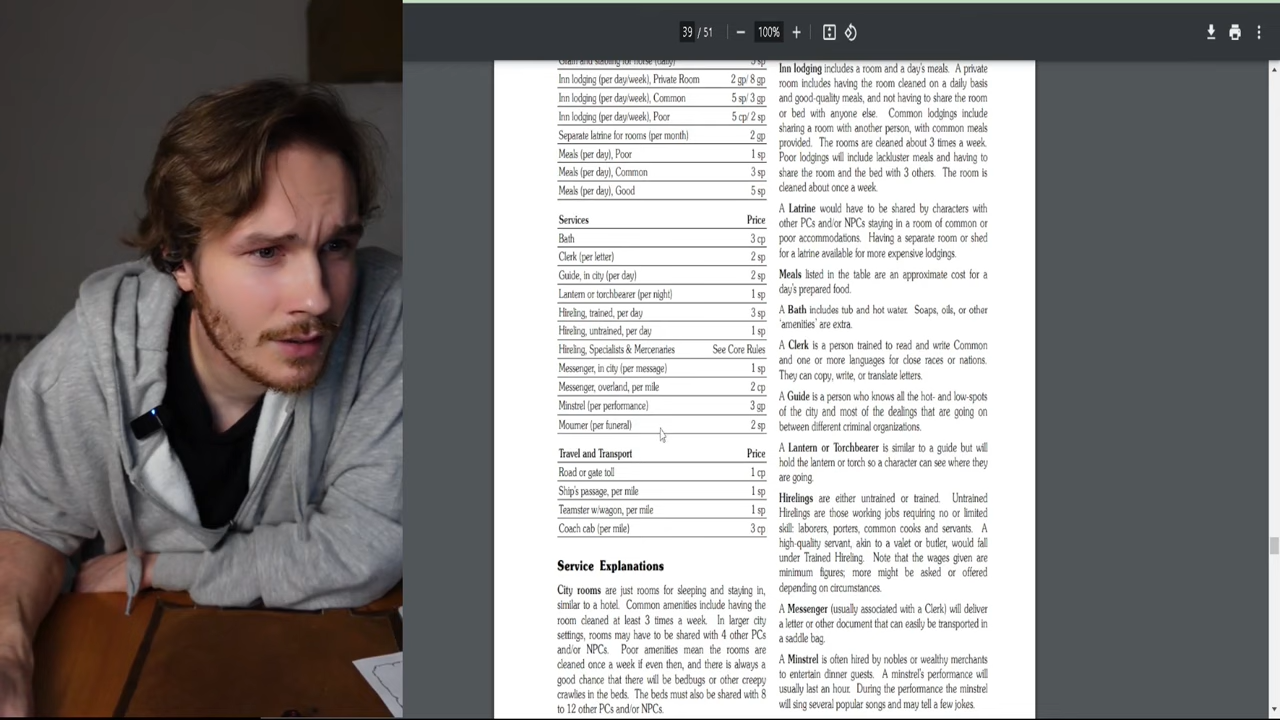 39 / 51
100%
Grain and stabling for horse (daily) 5 sp
Inn lodging (per day/week), Private Room 2 gp/ 8 gp
Inn lodging (per day/week), Common 5 sp/ 3 gp
Inn lodging (per day/week), Poor 5 cp/ 2 sp
Separate latrine for rooms (per month) 2 gp
Meals (per day), Poor 1 sp
Meals (per day), Common 3 sp
Meals (per day), Good 5 sp
Services Price
Bath 3 cp
Clerk (per letter) 2 sp
Guide, in city (per day) 2 sp
Lantern or torchbearer (per night) 1 sp
Hireling, trained, per day 3 sp
Hireling, untrained, per day 1 sp
Hireling, Specialists & Mercenaries See Core Rules
Messenger, in city (per message) 1 sp
Messenger, overland, per mile 2 cp
Minstrel (per performance) 3 gp
Mourner (per funeral) 2 sp
Travel and Transport Price
Road or gate toll 1 cp
Ship's passage, per mile 1 sp
Teamster w/wagon, per mile 1 sp
Coach cab (per mile) 3 cp
Service Explanations
City rooms are just rooms for sleeping and staying in,
similar to a hotel. Common amenities include having the
room cleaned at least 3 times a week. In larger city
settings, rooms may have to be shared with 4 other PCs
and/or NPCs. Poor amenities mean the rooms are
cleaned once a week if even then, and there is always a
good chance that there will be bedbugs or other creepy
crawlies in the beds. The beds must also be shared with 8
to 12 other PCs and/or NPCs.
Inn lodging includes a room and a day's meals. A private
room includes having the room cleaned on a daily basis
and good-quality meals, and not having to share the room
or bed with anyone else. Common lodgings include
sharing a room with another person, with common meals
provided. The rooms are cleaned about 3 times a week.
Poor lodgings will include lackluster meals and having to
share the room and the bed with 3 others. The room is
cleaned about once a week.
A Latrine would have to be shared by characters with
other PCs and/or NPCs staying in a room of common or
poor accommodations. Having a separate room or shed
for a latrine available for more expensive lodgings.
Meals listed in the table are an approximate cost for a
day's prepared food.
A Bath includes tub and hot water. Soaps, oils, or other
'amenities' are extra.
A Clerk is a person trained to read and write Common
and one or more languages for close races or nations.
They can copy, write, or translate letters.
A Guide is a person who knows all the hot- and low-spots
of the city and most of the dealings that are going on
between different criminal organizations.
A Lantern or Torchbearer is similar to a guide but will
hold the lantern or torch so a character can see where they
are going.
Hirelings are either untrained or trained. Untrained
Hirelings are those working jobs requiring no or limited
skill: laborers, porters, common cooks and servants. A
high-quality servant, akin to a valet or butler, would fall
under Trained Hireling. Note that the wages given are
minimum figures; more might be asked or offered
depending on circumstances.
A Messenger (usually associated with a Clerk) will deliver
a letter or other document that can easily be transported in
a saddle bag.
A Minstrel is often hired by nobles or wealthy merchants
to entertain dinner guests. A minstrel's performance will
usually last an hour. During the performance the minstrel
will sing several popular songs and may tell a few jokes.